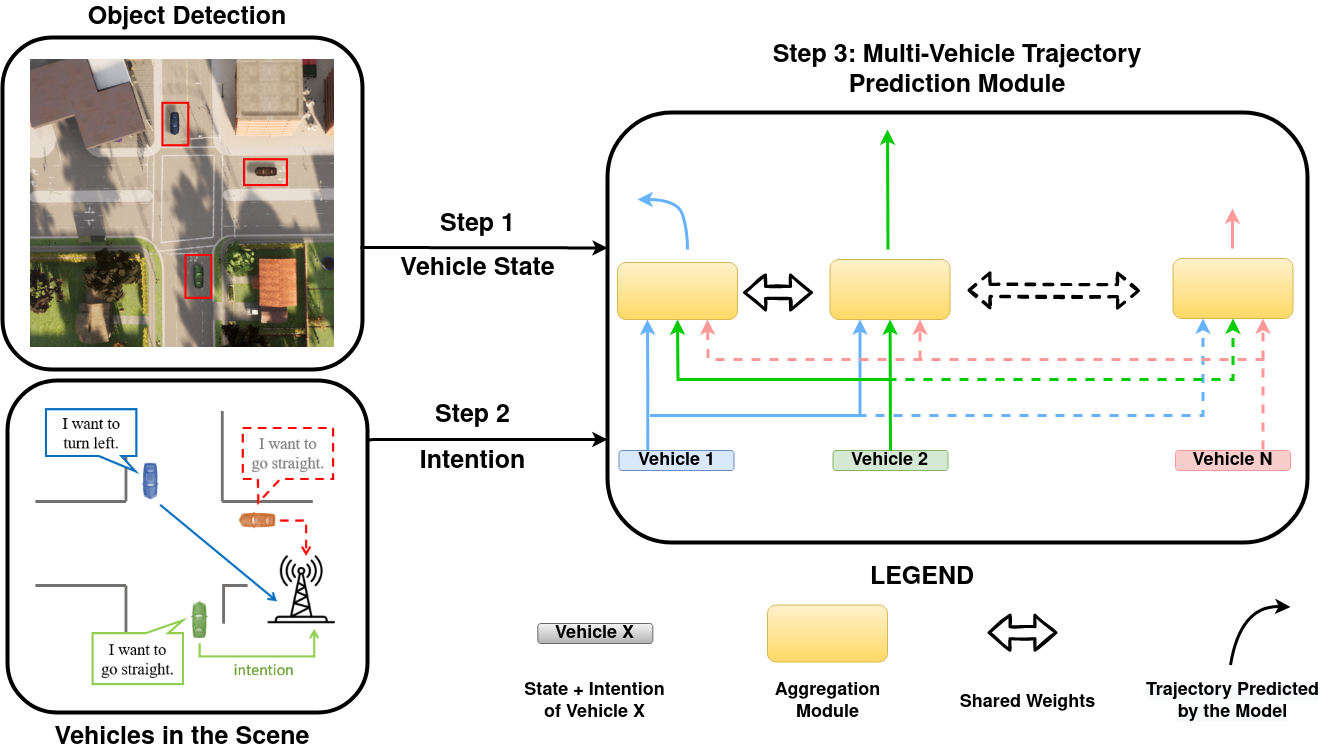 Object Detection
Step 3: Multi-Vehicle Trajectory
Prediction Module
Step 1
Vehicle State
I want to
turn left.
I want to
go straight.
I want to
go straight.
intention
Step 2
Intention
Vehicle 1
Vehicle 2
Vehicle N
Vehicles in the Scene
LEGEND
Vehicle X
State + Intention
of Vehicle X
Aggregation
Module
Shared Weights
Trajectory Predicted
by the Model